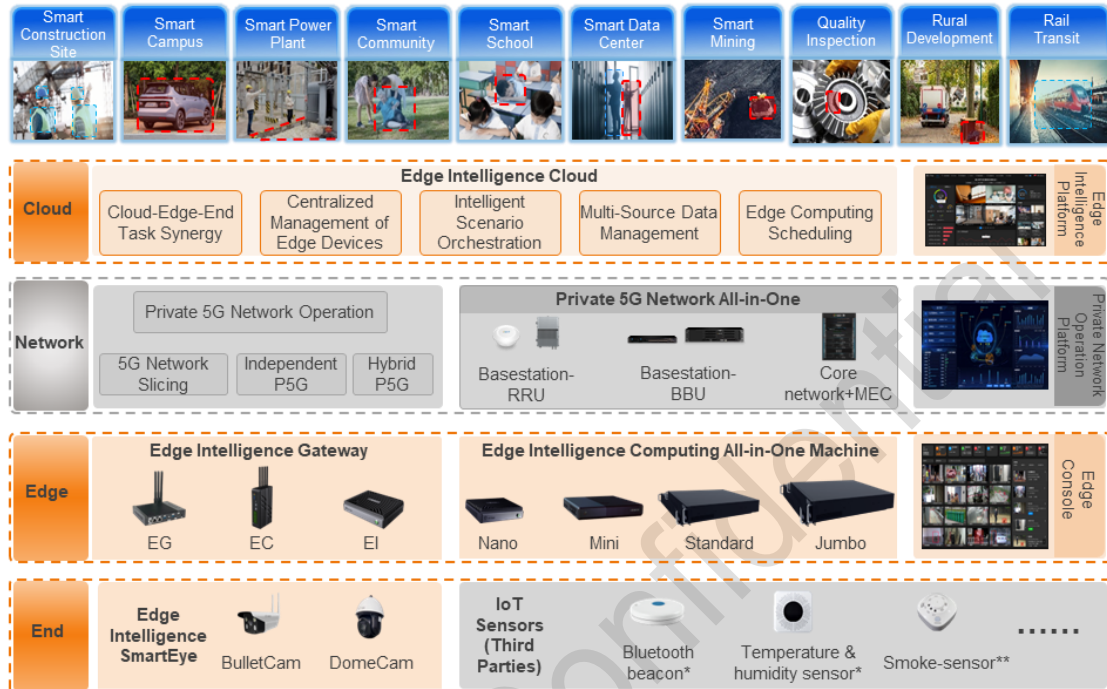 Smart
Construction
Site
Smart
Campus
Smart Power
Plant
Smart
Community
Smart
School
Smart Data
Center
Smart
Mining
Quality
Inspection
Rural
Development
Rail
Transit
Cloud
Edge Intelligence Cloud
Cloud-Edge-End
Task Synergy
Centralized
Management of
Edge Devices
Intelligent
Scenario
Orchestration
Multi-Source Data
Management
Edge Computing
Scheduling
Edge
Intelligence
Platform
Network
Private 5G Network Operation
5G Network
Slicing
Independent
P5G
Hybrid
P5G
Private 5G Network All-in-One
Basestation-
RRU
Basestation-
BBU
Core
network+MEC
Private Network
Operation
Platform
Edge
Edge Intelligence Gateway
EG
EC
EI
Edge Intelligence Computing All-in-One Machine
Nano
Mini
Standard
Jumbo
Edge
Console
End
Edge
Intelligence
SmartEye
BulletCam
DomeCam
IoT
Sensors
(Third
Parties)
Bluetooth
beacon*
Temperature &
humidity sensor*
Smoke-sensor**
......
Confidential